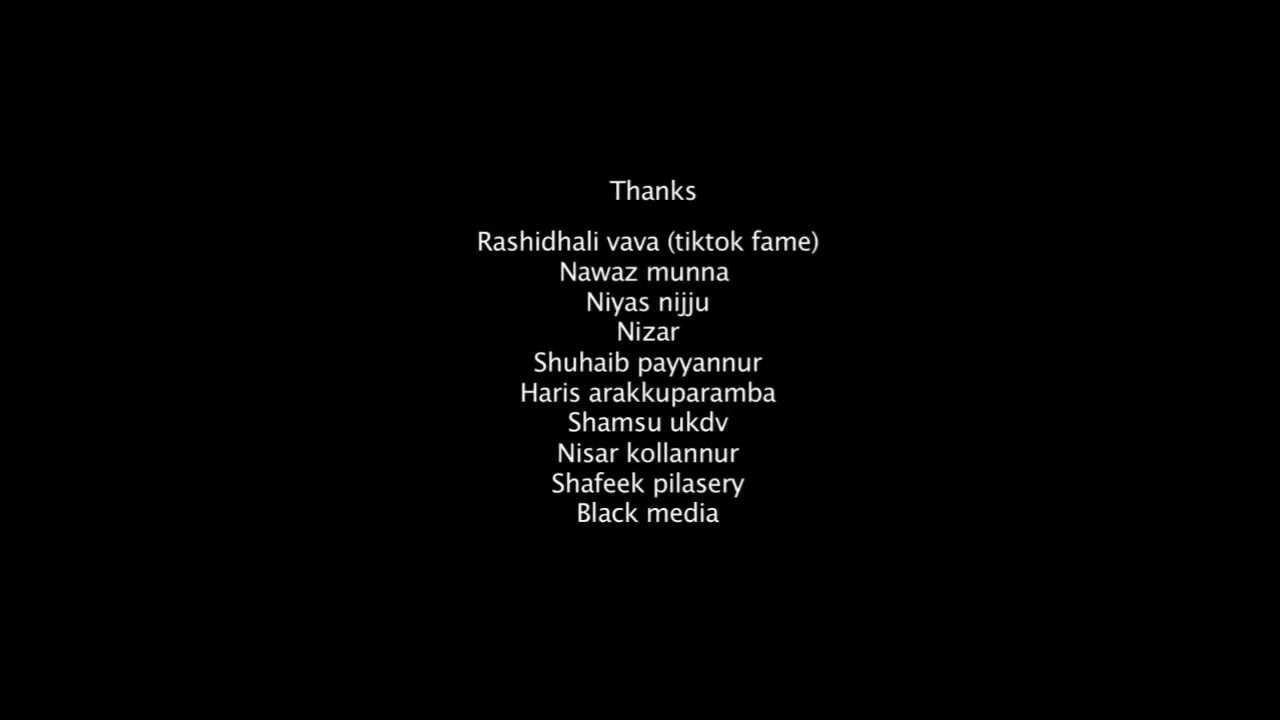 Thanks
Rashidhali vava (tiktok fame)
Nawaz munna
Niyas nijju
Nizar
Shuhaib payyannur
Haris arakkuparamba
Shamsu ukdv
Nisar kollannur
Shafeek pilasery
Black media